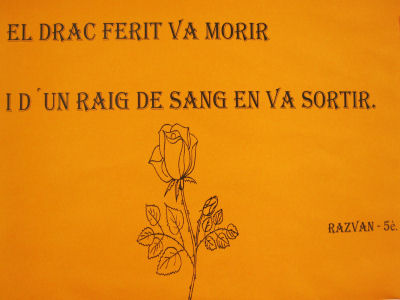 EL DRAC FERIT VA MORIR
I D´UN RAIG DE SANG EN VA SORTIR.
RAZVAN - 5è.